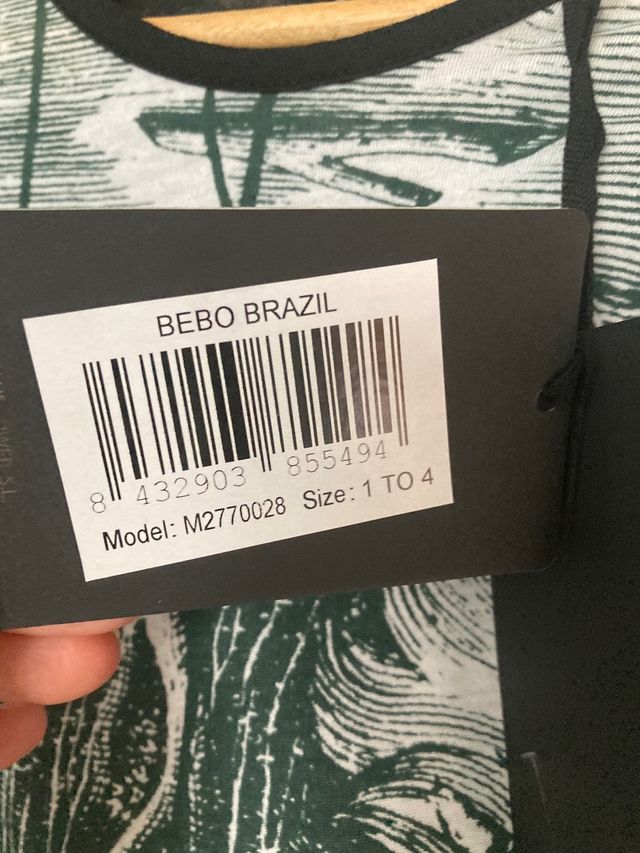 BEBO BRAZIL
8 432903 855494
Model: M2770028 Size: 1 TO 4